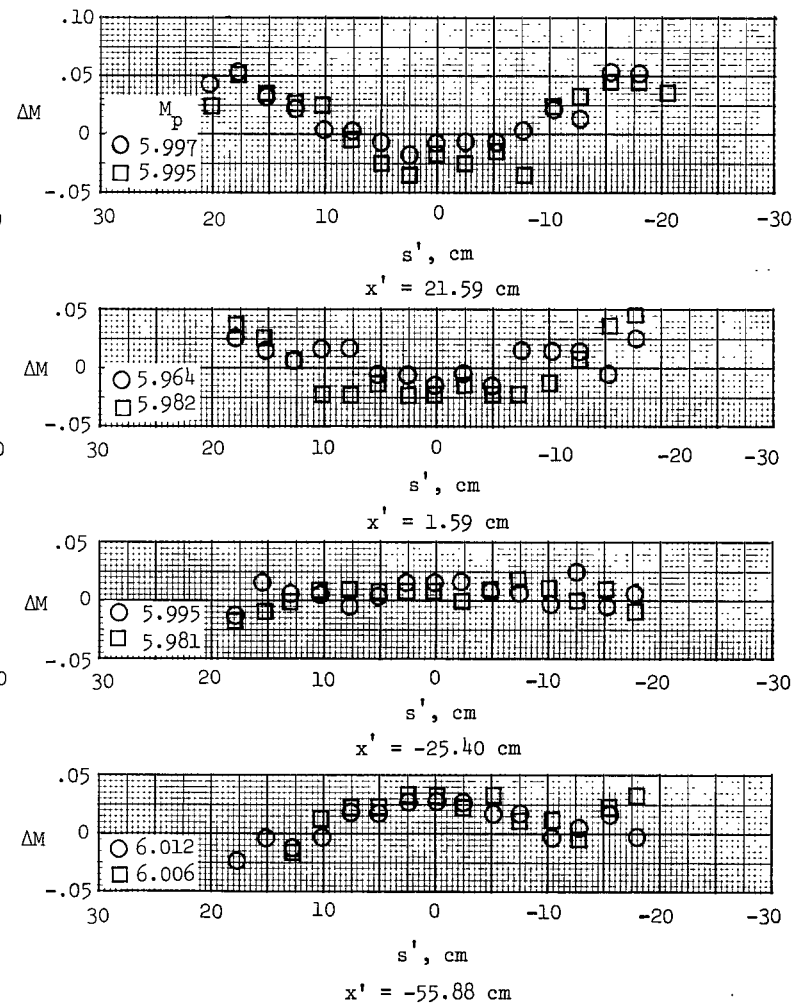 .10
.05
ΔM
M
p
0
○ 5.997
□ 5.995
-.05
30 20 10 0 -10 -20 -30
s', cm
x' = 21.59 cm
.05
ΔM
0
○ 5.964
□ 5.982
-.05
30 20 10 0 -10 -20 -30
s', cm
x' = 1.59 cm
.05
ΔM
0
○ 5.995
□ 5.981
-.05
30 20 10 0 -10 -20 -30
s', cm
x' = -25.40 cm
.05
ΔM
0
○ 6.012
□ 6.006
-.05
30 20 10 0 -10 -20 -30
s', cm
x' = -55.88 cm